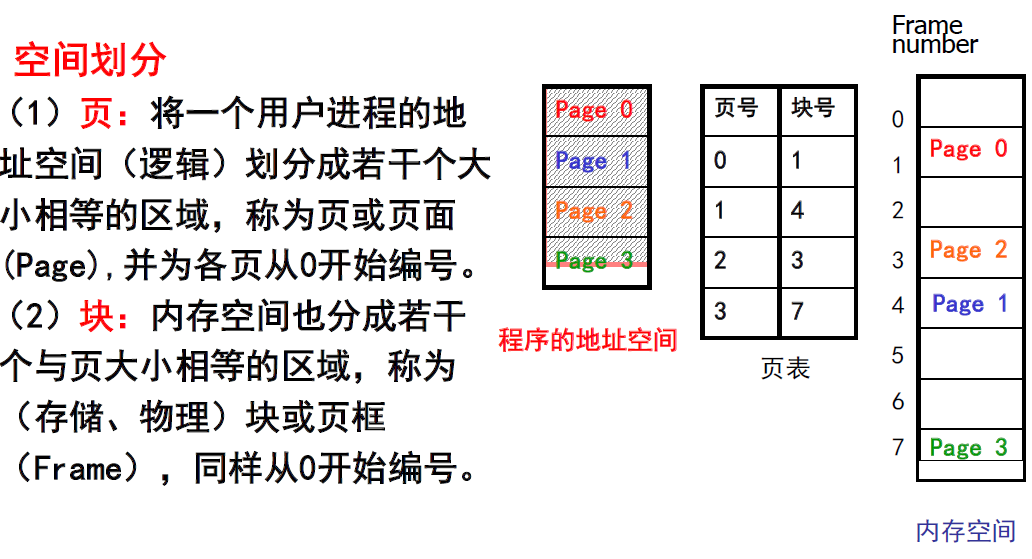 空间划分
（1）页：将一个用户进程的地
址空间（逻辑）划分成若干个大
小相等的区域，称为页或页面
(Page),并为各页从0开始编号。
（2）块：内存空间也分成若干
个与页大小相等的区域，称为
（存储、物理）块或页框
（Frame），同样从0开始编号。
Page 0
Page 1
Page 2
Page 3
程序的地址空间
页号 块号
0 1
1 4
2 3
3 7
页表
Frame
number
0
1 Page 0
2
3 Page 2
4 Page 1
5
6
7 Page 3
内存空间